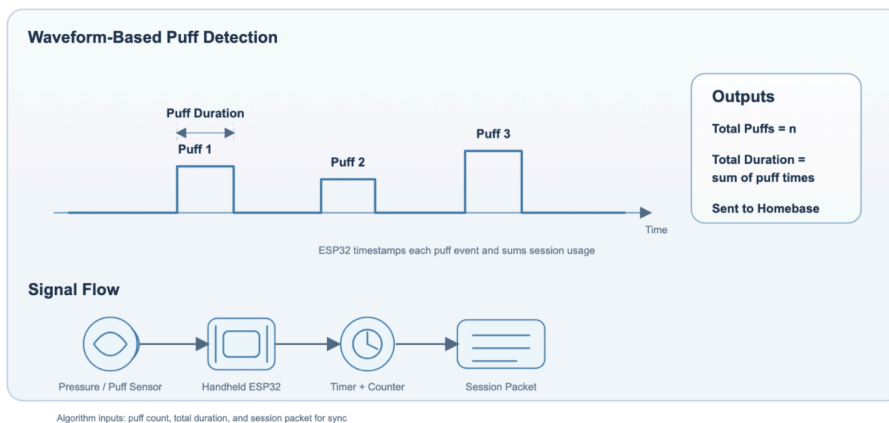 Waveform-Based Puff Detection
Puff Duration
Puff 1
Puff 2
Puff 3
Time
ESP32 timestamps each puff event and sums session usage
Outputs
Total Puffs = n
Total Duration =
sum of puff times
Sent to Homebase
Signal Flow
Pressure / Puff Sensor
Handheld ESP32
Timer + Counter
Session Packet
Algorithm inputs: puff count, total duration, and session packet for sync